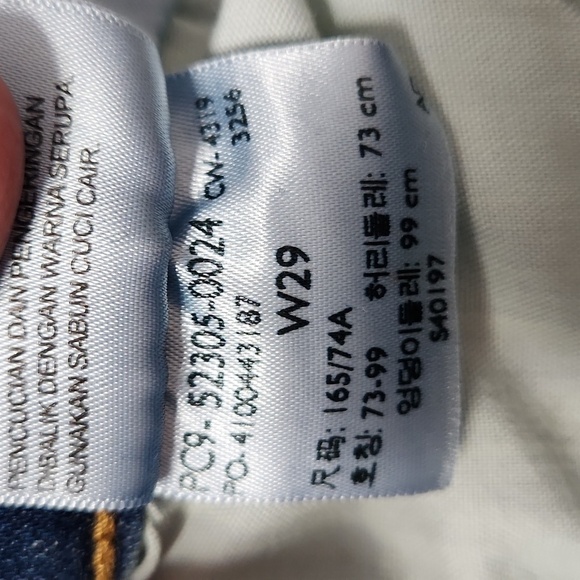 PENCUCIAN DAN PENGERINGAN
DIBALIK DENGAN WARNA SERUPA
GUNAKAN SABUN CUCI CAIR
PC9- 52305-0024 CW- 4319
PO- 4100443187 3256
W29
尺码: 165/74A
호칭: 73-99 허리둘레: 73 cm
엉덩이둘레: 99 cm
S40197